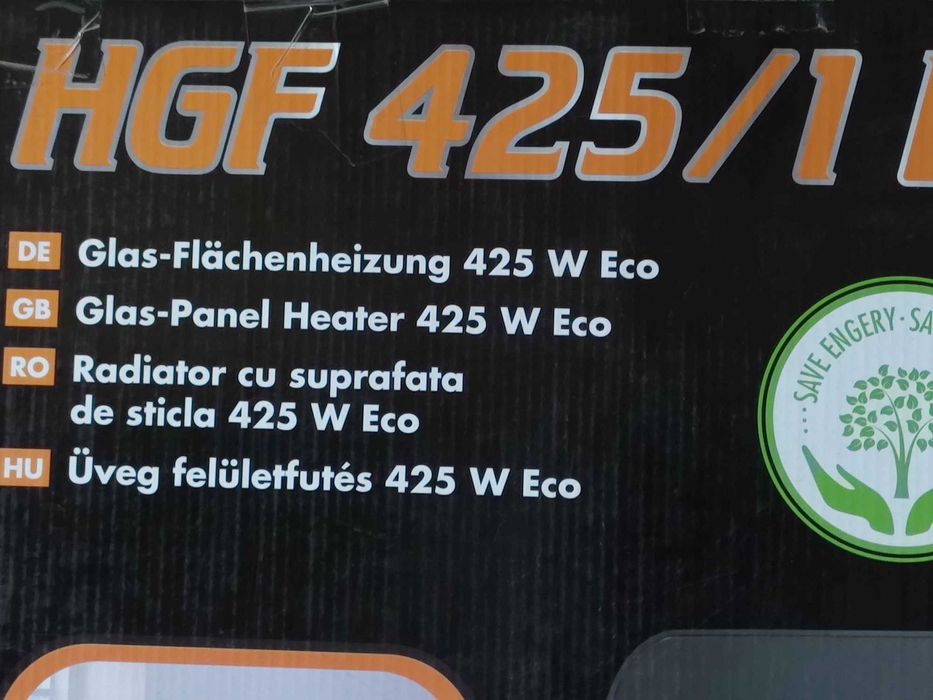 HGF 425/1
DE Glas-Flächenheizung 425 W Eco
GB Glas-Panel Heater 425 W Eco
RO Radiator cu suprafata
de sticla 425 W Eco
HU Üveg felületfutés 425 W Eco
... SAVE ENGERY · SA